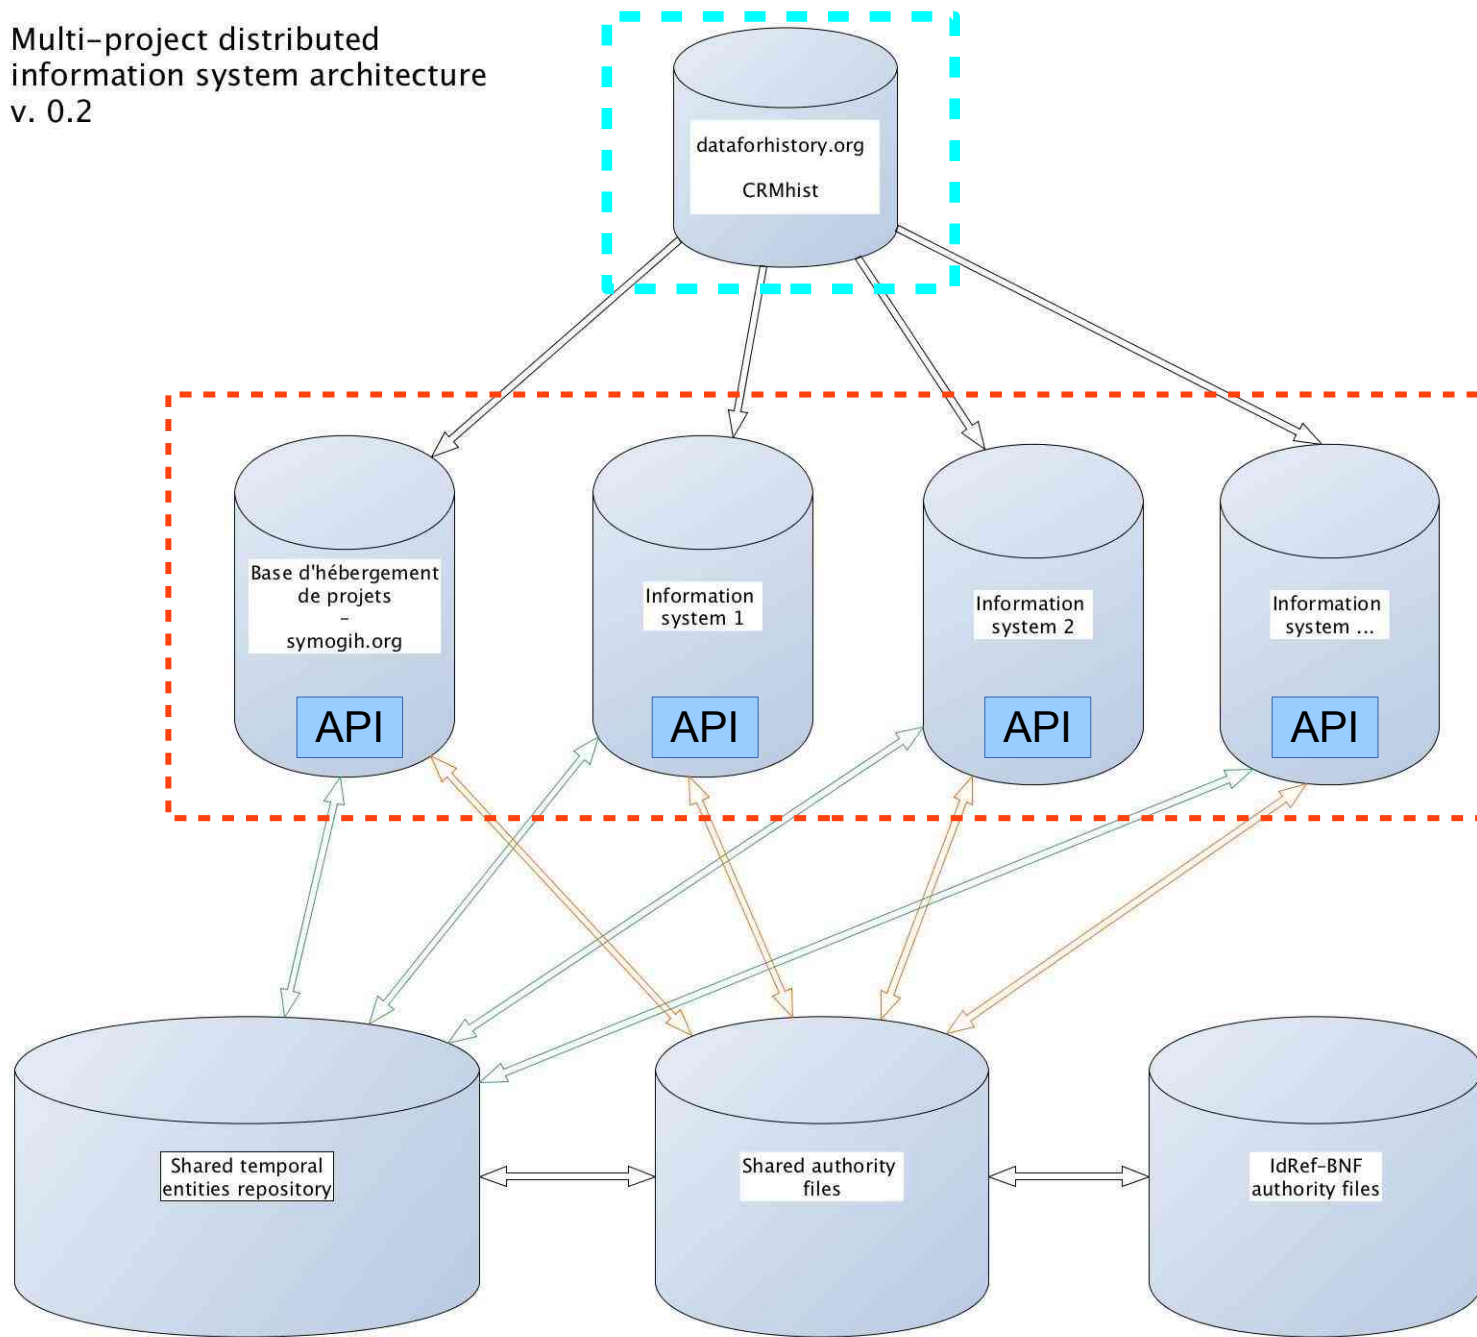 Multi-project distributed
information system architecture
v. 0.2
dataforhistory.org
CRMhist
Base d'hébergement
de projets
-
symogih.org
API
Information
system 1
API
Information
system 2
API
Information
system ...
API
Shared temporal
entities repository
Shared authority
files
IdRef-BNF
authority files